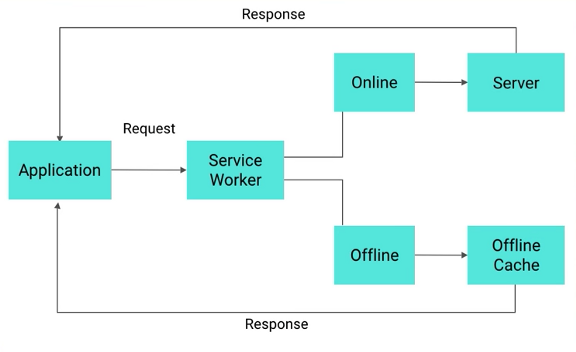 Response
Online
Server
Request
Application
Service
Worker
Offline
Offline
Cache
Response